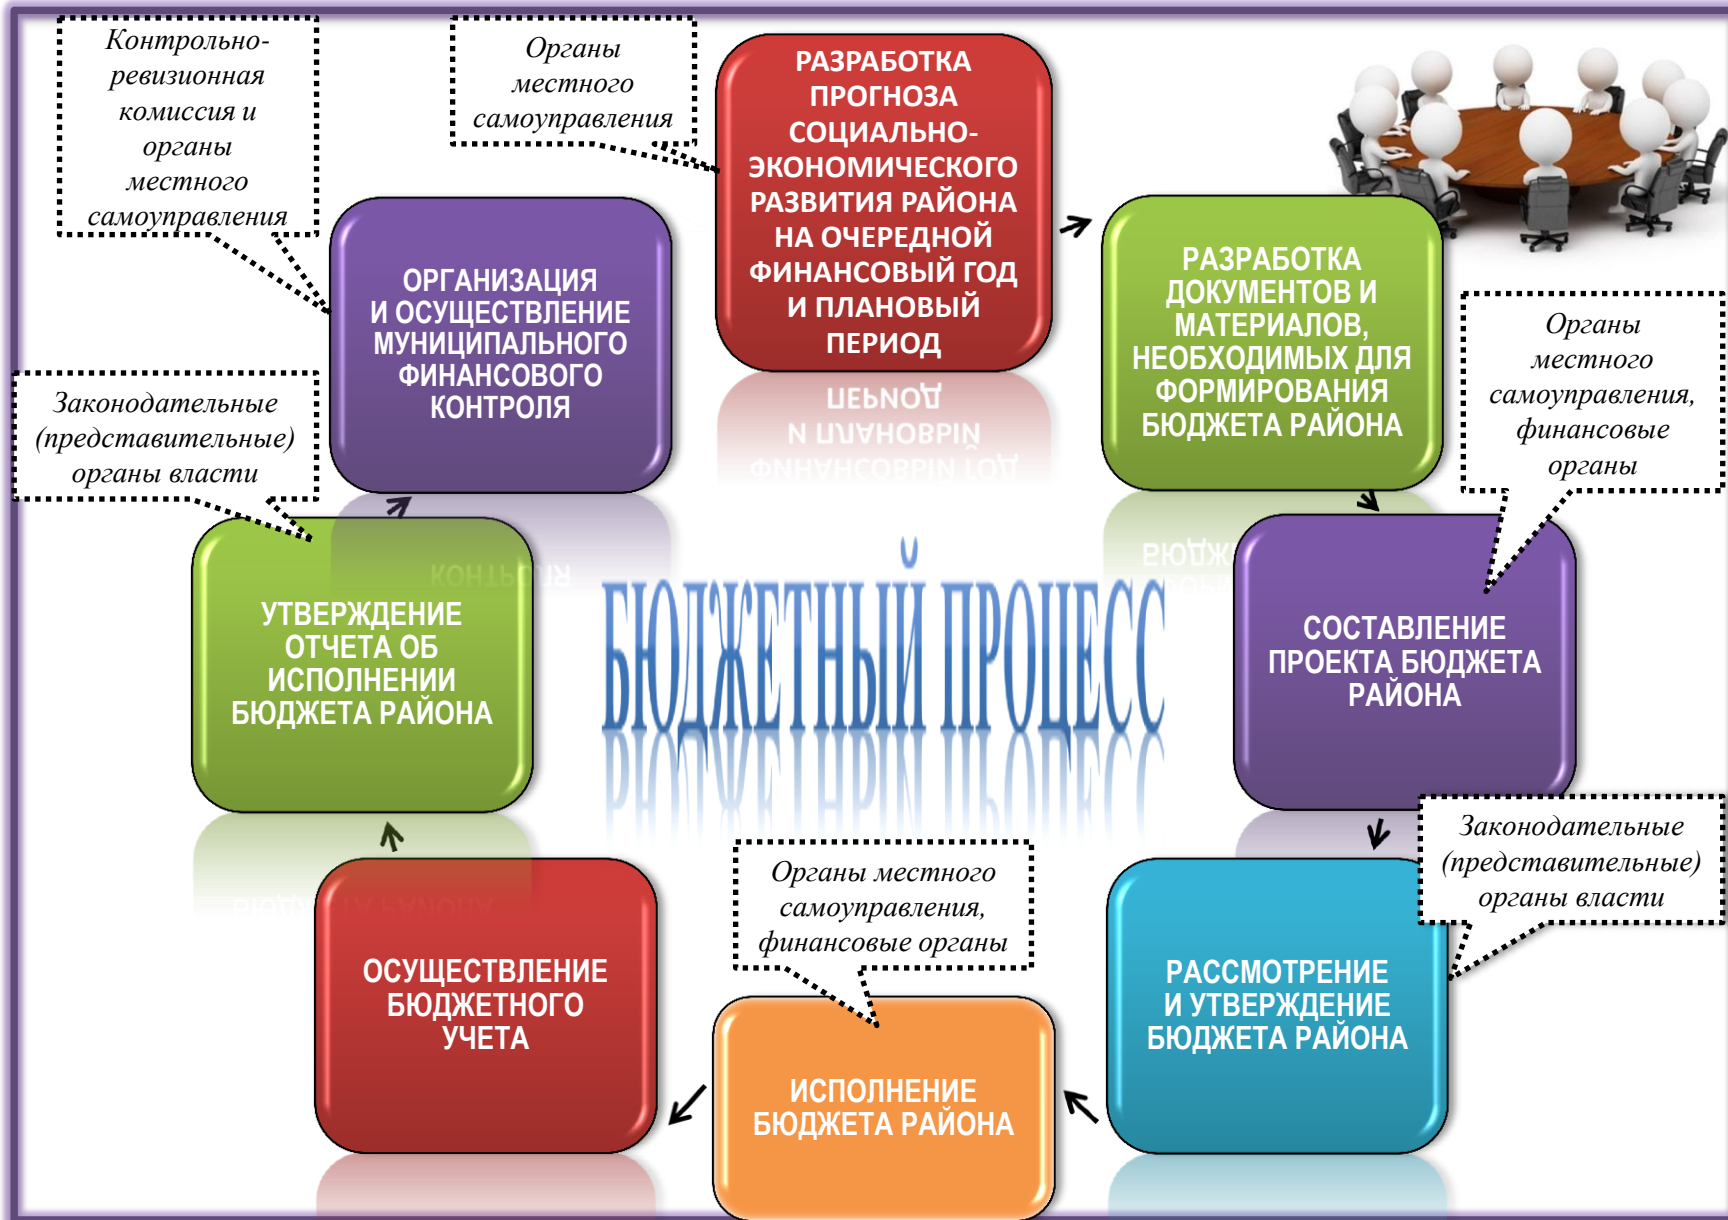 Контрольно-
ревизионная
комиссия и
органы
местного
самоуправления
Органы
местного
самоуправления
РАЗРАБОТКА
ПРОГНОЗА
СОЦИАЛЬНО-
ЭКОНОМИЧЕСКОГО
РАЗВИТИЯ РАЙОНА
НА ОЧЕРЕДНОЙ
ФИНАНСОВЫЙ ГОД
И ПЛАНОВЫЙ
ПЕРИОД
РАЗРАБОТКА
ДОКУМЕНТОВ И
МАТЕРИАЛОВ,
НЕОБХОДИМЫХ ДЛЯ
ФОРМИРОВАНИЯ
БЮДЖЕТА РАЙОНА
Органы
местного
самоуправления,
финансовые
органы
СОСТАВЛЕНИЕ
ПРОЕКТА БЮДЖЕТА
РАЙОНА
Законодательные
(представительные)
органы власти
РАССМОТРЕНИЕ
И УТВЕРЖДЕНИЕ
БЮДЖЕТА РАЙОНА
Органы местного
самоуправления,
финансовые органы
ИСПОЛНЕНИЕ
БЮДЖЕТА РАЙОНА
ОСУЩЕСТВЛЕНИЕ
БЮДЖЕТНОГО
УЧЕТА
Законодательные
(представительные)
органы власти
УТВЕРЖДЕНИЕ
ОТЧЕТА ОБ
ИСПОЛНЕНИИ
БЮДЖЕТА РАЙОНА
ОРГАНИЗАЦИЯ
И ОСУЩЕСТВЛЕНИЕ
МУНИЦИПАЛЬНОГО
ФИНАНСОВОГО
КОНТРОЛЯ
БЮДЖЕТНЫЙ ПРОЦЕСС